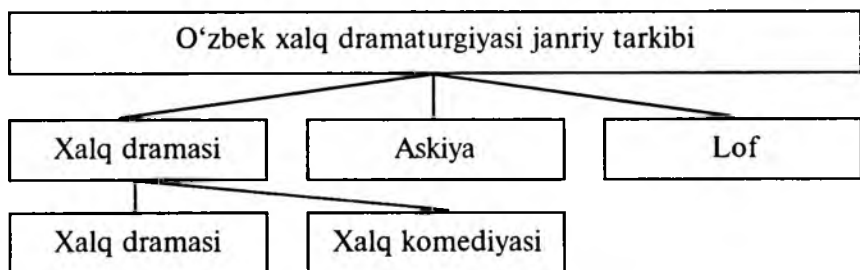 O‘zbek xalq dramaturgiyasi janriy tarkibi
Xalq dramasi
Askiya
Lof
Xalq dramasi
Xalq komediyasi